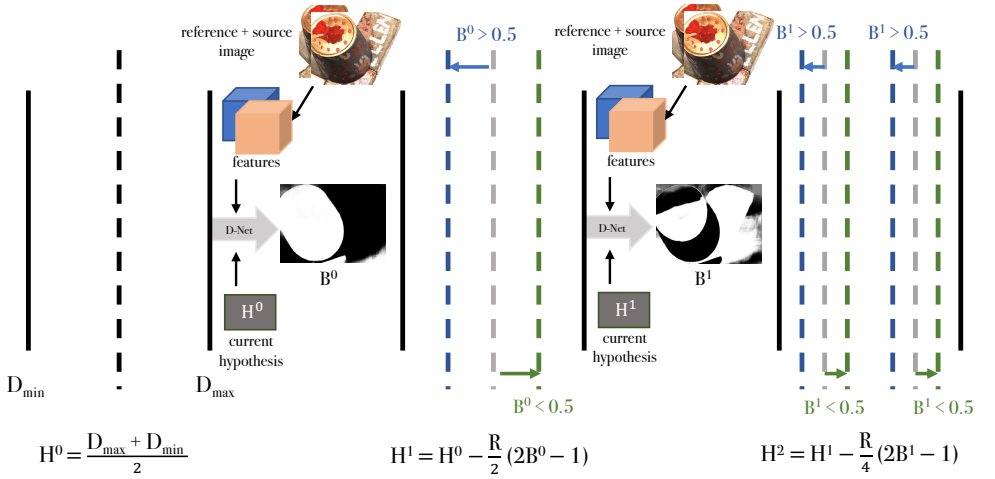 reference + source
image
features
D-Net
B⁰
H⁰
current
hypothesis
D_min
D_max
H⁰ = (D_max + D_min) / 2
B⁰ > 0.5
B⁰ < 0.5
H¹ = H⁰ − R/2 (2B⁰ − 1)
reference + source
image
features
D-Net
B¹
H¹
current
hypothesis
B¹ > 0.5
B¹ > 0.5
B¹ < 0.5
B¹ < 0.5
H² = H¹ − R/4 (2B¹ − 1)